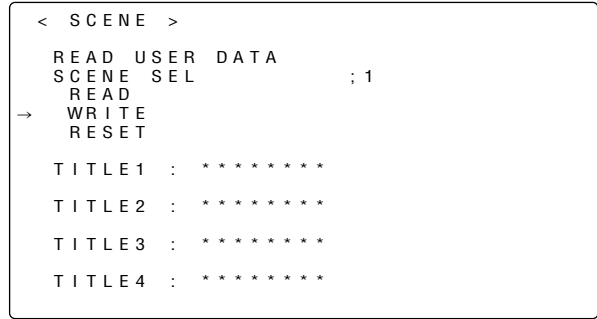 < SCENE >
READ USER DATA
SCENE SEL ;1
READ
→ WRITE
RESET
TITLE1 : ********
TITLE2 : ********
TITLE3 : ********
TITLE4 : ********